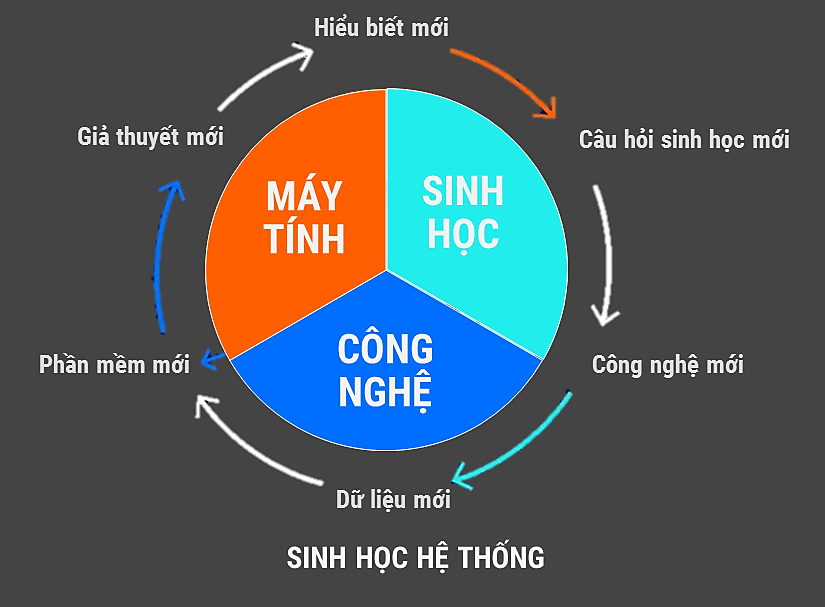 Hiểu biết mới
Giả thuyết mới
Câu hỏi sinh học mới
MÁY
TÍNH
SINH
HỌC
CÔNG
NGHỆ
Phần mềm mới
Công nghệ mới
Dữ liệu mới
SINH HỌC HỆ THỐNG